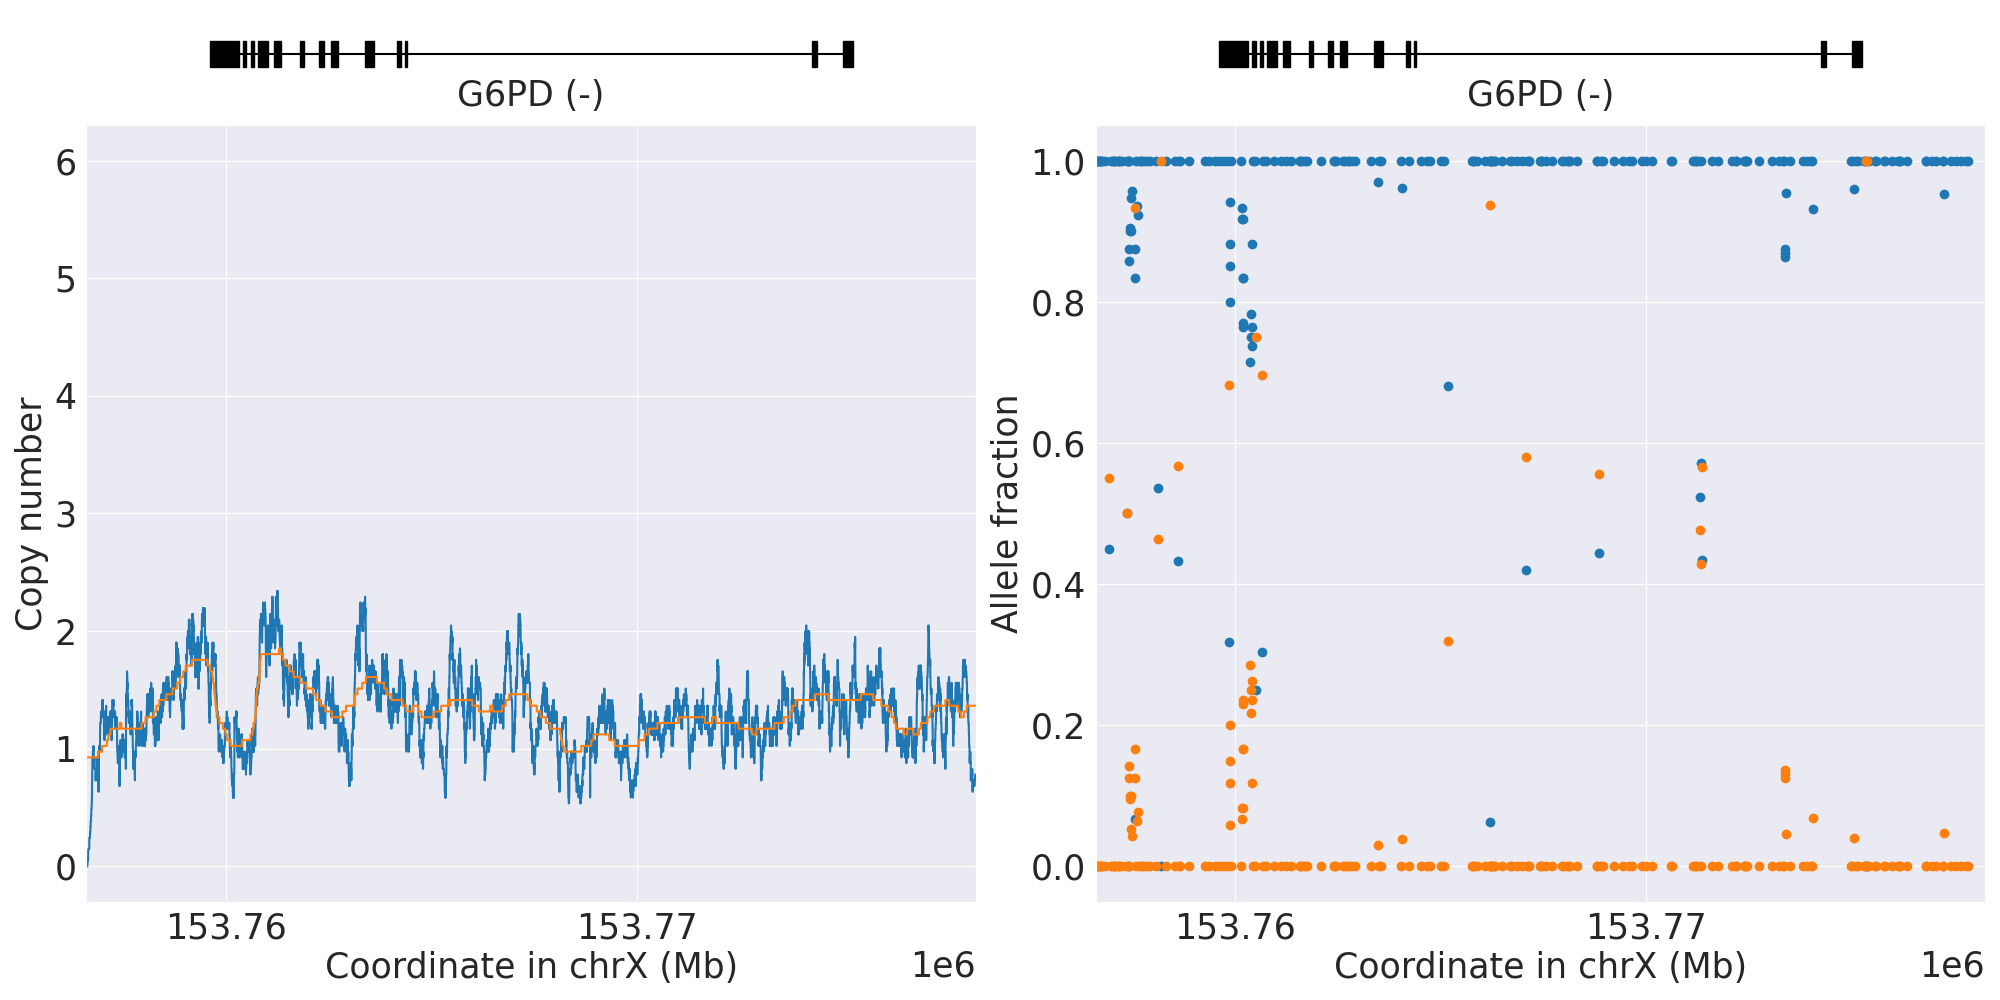 G6PD (-)
6
5
4
3
2
1
0
Copy number
153.76
153.77
Coordinate in chrX (Mb)
1e6
G6PD (-)
1.0
0.8
0.6
0.4
0.2
0.0
Allele fraction
153.76
153.77
Coordinate in chrX (Mb)
1e6